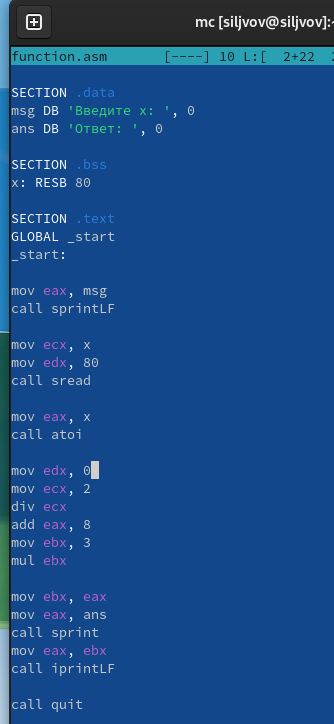 mc [siljvov@siljvov]:~
function.asm [----] 10 L:[ 2+22 2
SECTION .data
msg DB 'Введите x: ', 0
ans DB 'Ответ: ', 0
SECTION .bss
x: RESB 80
SECTION .text
GLOBAL _start
_start:
mov eax, msg
call sprintLF
mov ecx, x
mov edx, 80
call sread
mov eax, x
call atoi
mov edx, 0
mov ecx, 2
div ecx
add eax, 8
mov ebx, 3
mul ebx
mov ebx, eax
mov eax, ans
call sprint
mov eax, ebx
call iprintLF
call quit